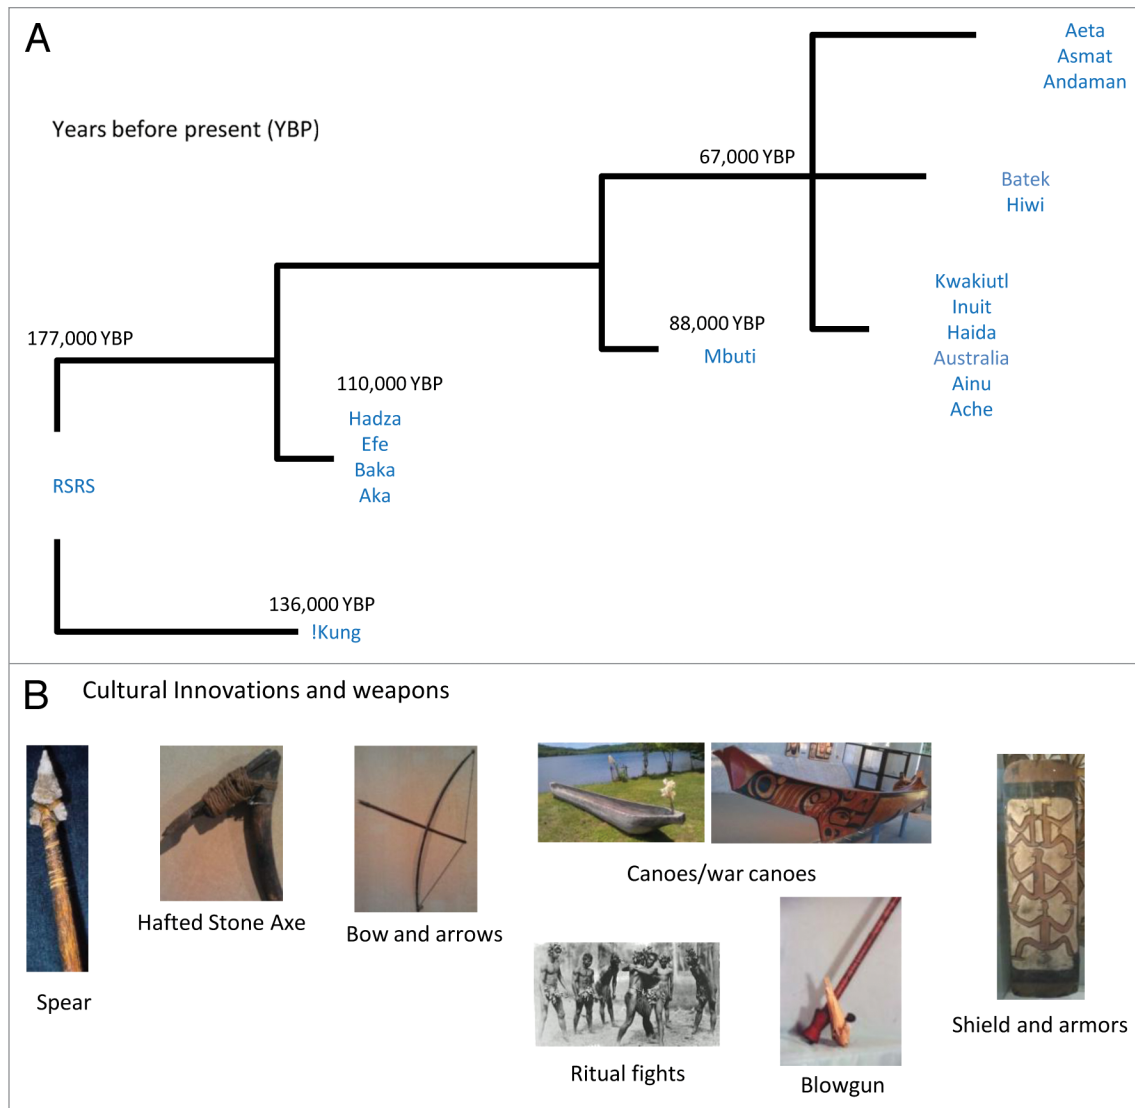 A
Aeta
Asmat
Andaman
Years before present (YBP)
67,000 YBP
Batek
Hiwi
Kwakiutl
Inuit
Haida
Australia
Ainu
Ache
88,000 YBP
Mbuti
177,000 YBP
110,000 YBP
Hadza
Efe
Baka
Aka
RSRS
136,000 YBP
!Kung
B
Cultural Innovations and weapons
Spear
Hafted Stone Axe
Bow and arrows
Canoes/war canoes
Ritual fights
Blowgun
Shield and armors